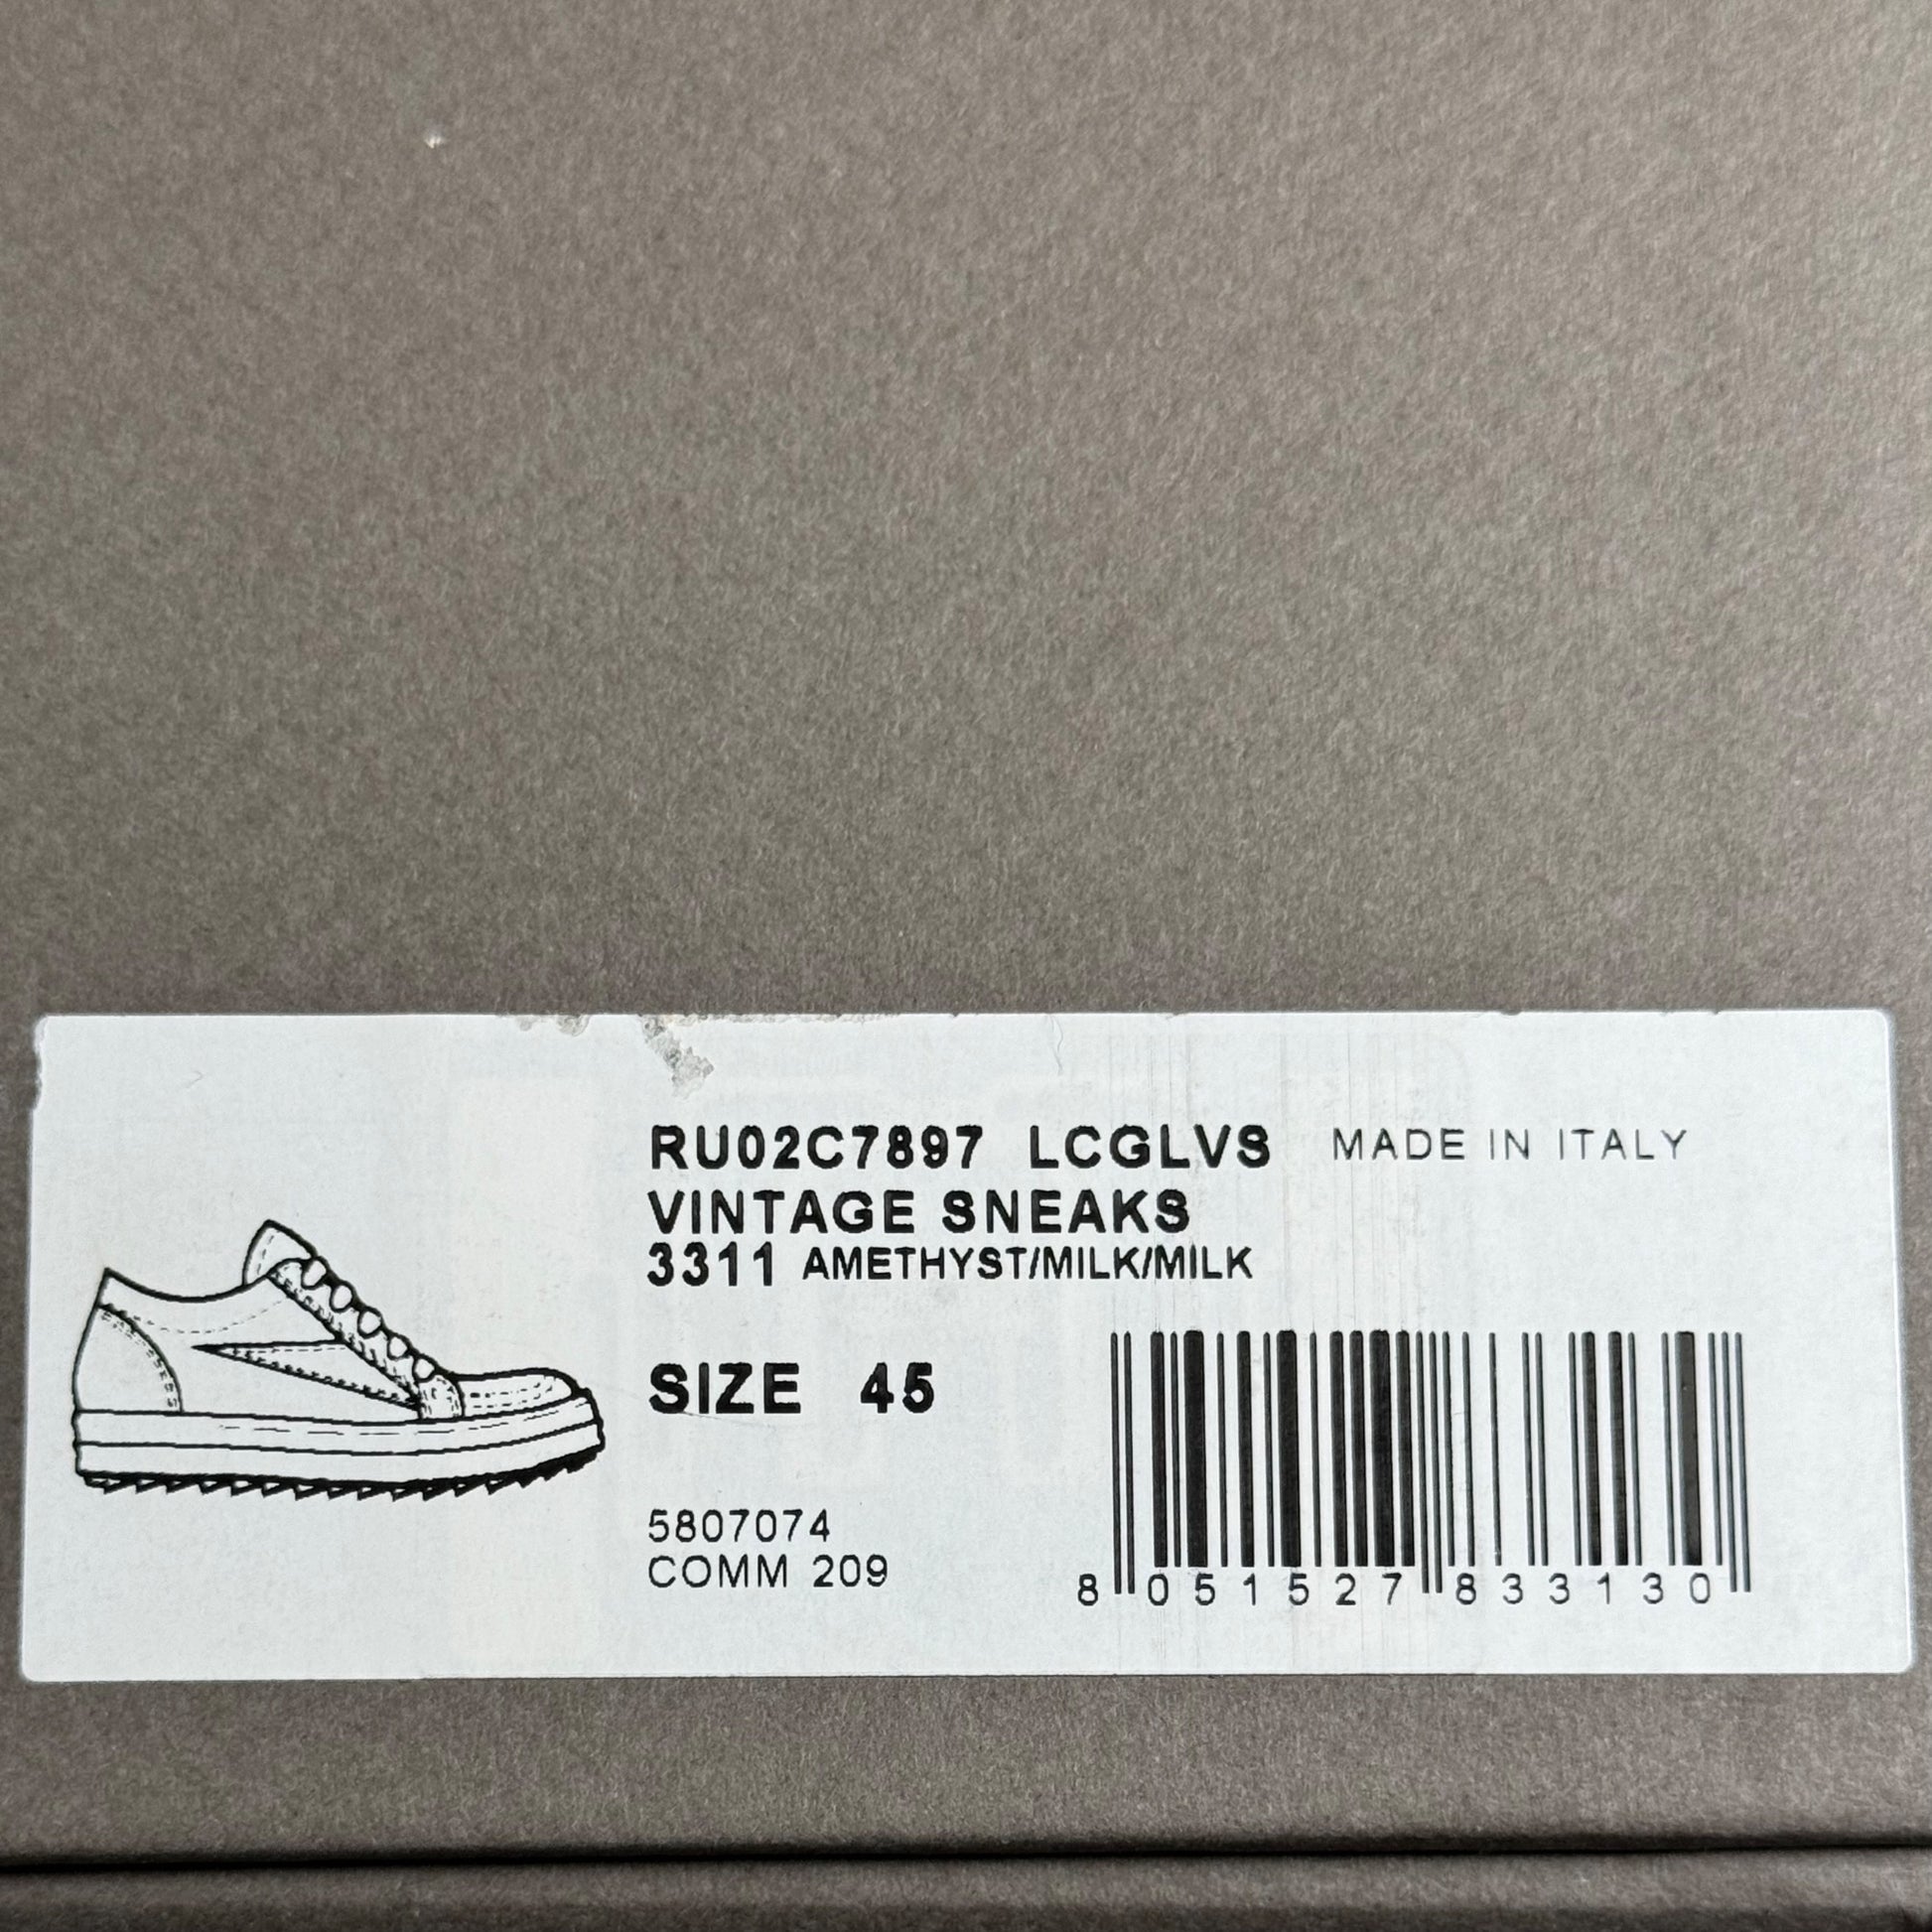 RU02C7897 LCGLVS MADE IN ITALY
VINTAGE SNEAKS
3311 AMETHYST/MILK/MILK
SIZE 45
5807074
COMM 209
8 051527 833130